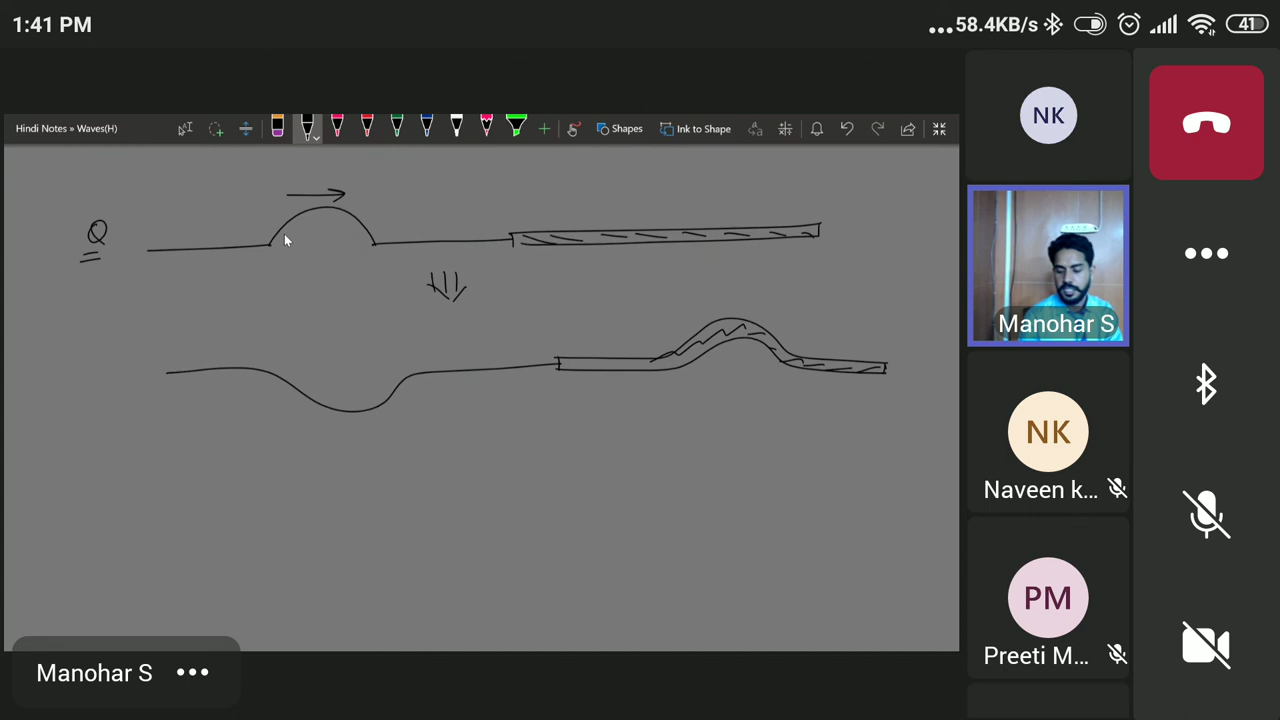 1:41 PM
...58.4KB/s
41
Hindi Notes » Waves(H)
Shapes
Ink to Shape
Q
NK
Manohar S
NK
Naveen k...
PM
Preeti M...
Manohar S